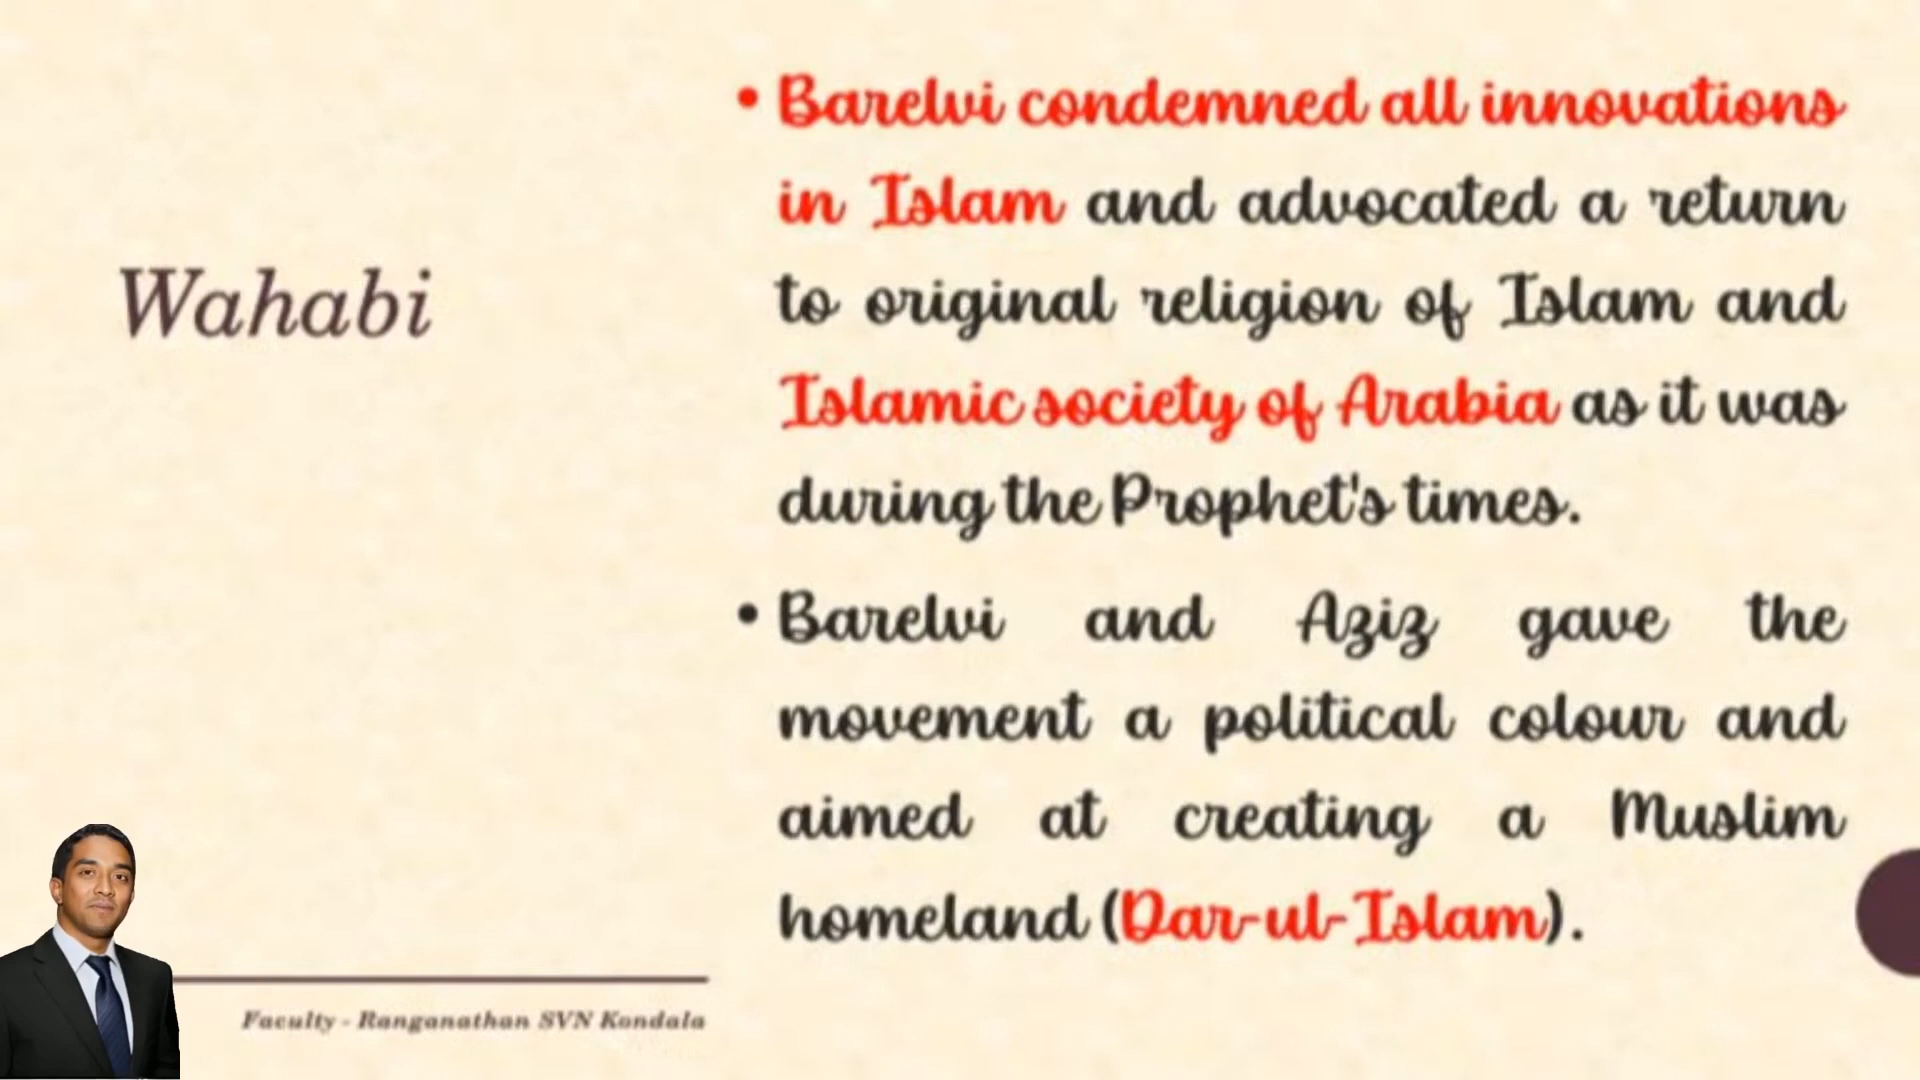 Wahabi
• Barelvi condemned all innovations
in Islam and advocated a return
to original religion of Islam and
Islamic society of Arabia as it was
during the Prophet's times.
• Barelvi and Aziz gave the
movement a political colour and
aimed at creating a Muslim
homeland (Dar-ul-Islam).
Faculty - Ranganathan SVN Kondala